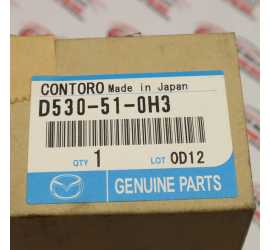 CONTORO Made in Japan
D530-51-0H3
QTY 1 LOT 0D12
GENUINE PARTS